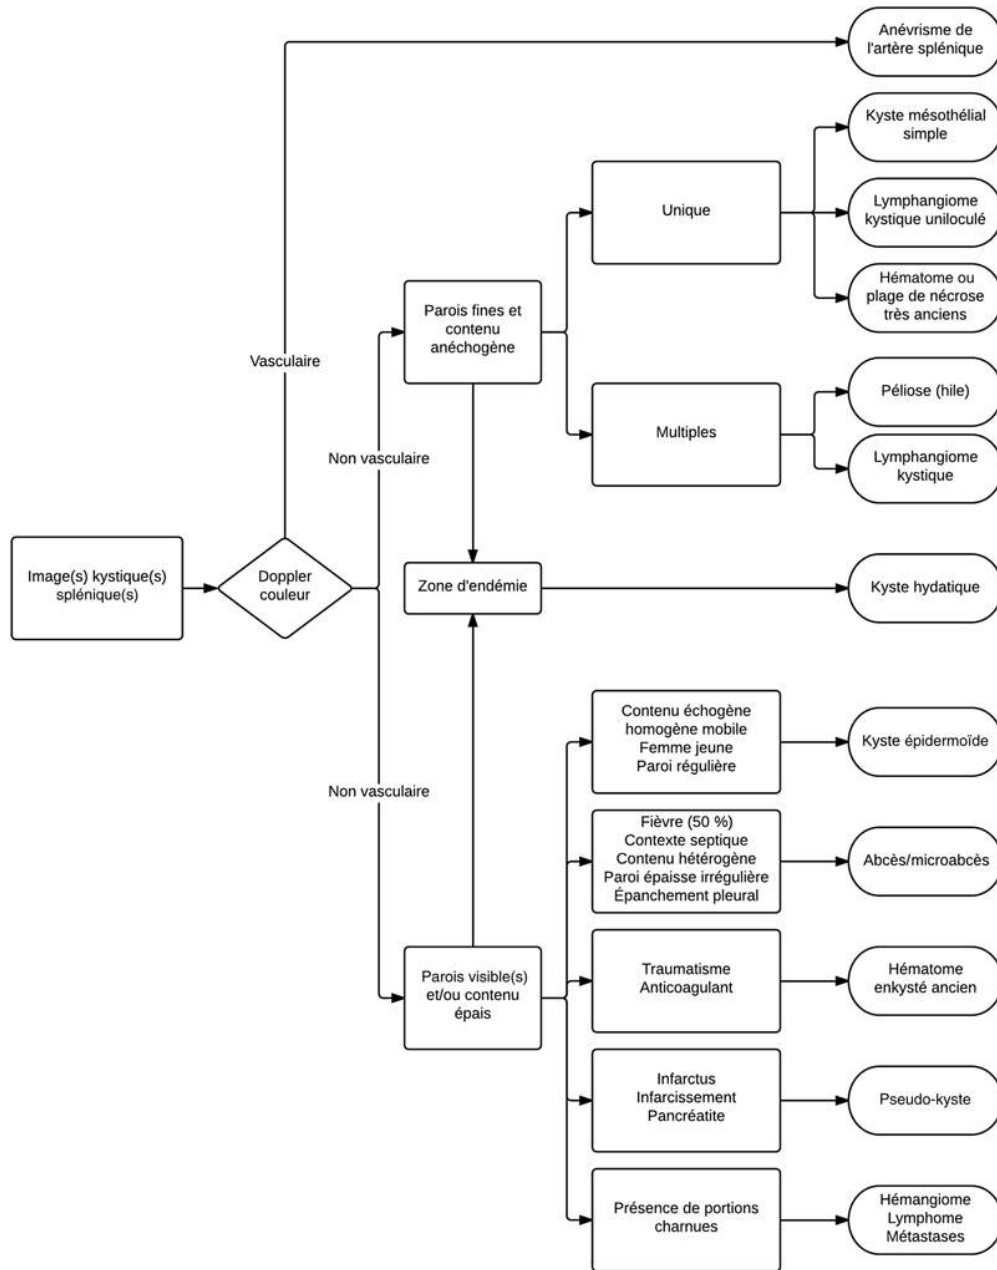 Anévrisme de
l'artère splénique
Kyste mésothélial
simple
Unique
Lymphangiome
kystique uniloculé
Hématome ou
plage de nécrose
très anciens
Parois fines et
contenu
anéchogène
Vasculaire
Péliose (hile)
Multiples
Non vasculaire
Lymphangiome
kystique
Image(s) kystique(s)
splénique(s)
Doppler
couleur
Zone d'endémie
Kyste hydatique
Contenu échogène
homogène mobile
Femme jeune
Paroi régulière
Kyste épidermoïde
Non vasculaire
Fièvre (50 %)
Contexte septique
Contenu hétérogène
Paroi épaisse irrégulière
Épanchement pleural
Abcès/microabcès
Parois visible(s)
et/ou contenu
épais
Traumatisme
Anticoagulant
Hématome
enkysté ancien
Infarctus
Infarcissement
Pancréatite
Pseudo-kyste
Présence de portions
charnues
Hémangiome
Lymphome
Métastases